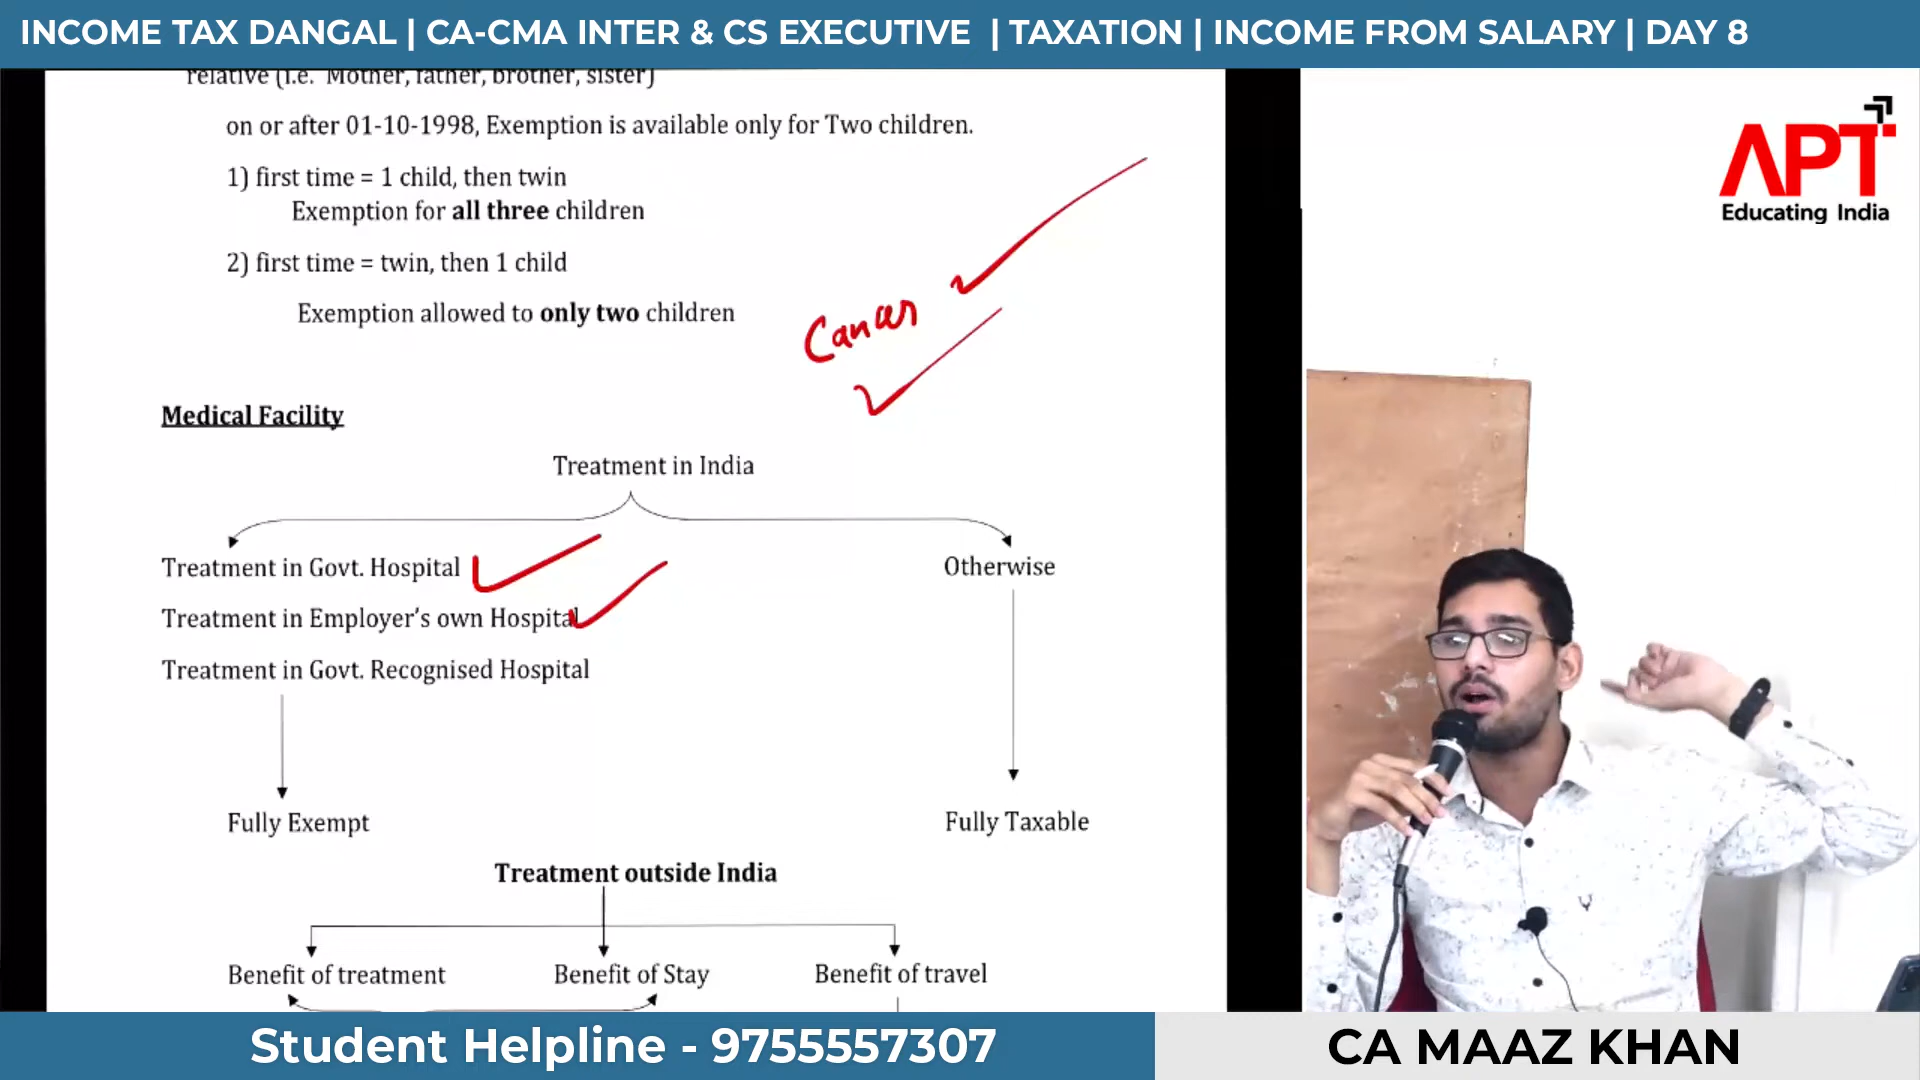 INCOME TAX DANGAL | CA-CMA INTER & CS EXECUTIVE | TAXATION | INCOME FROM SALARY | DAY 8
relative (i.e. Mother, father, brother, sister)
on or after 01-10-1998, Exemption is available only for Two children.
1) first time = 1 child, then twin
Exemption for all three children
2) first time = twin, then 1 child
Exemption allowed to only two children
Cancer
Medical Facility
Treatment in India
Treatment in Govt. Hospital
Otherwise
Treatment in Employer's own Hospital
Treatment in Govt. Recognised Hospital
Fully Exempt
Fully Taxable
Treatment outside India
Benefit of treatment
Benefit of Stay
Benefit of travel
APT
Educating India
Student Helpline - 9755557307
CA MAAZ KHAN